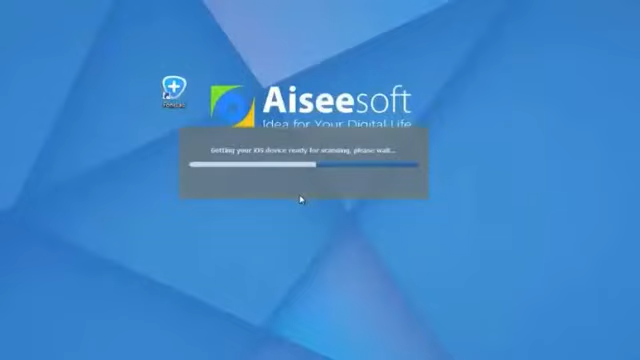 Aiseesoft
Idea for Your Digital Life
Getting your iOS device ready for scanning, please wait...